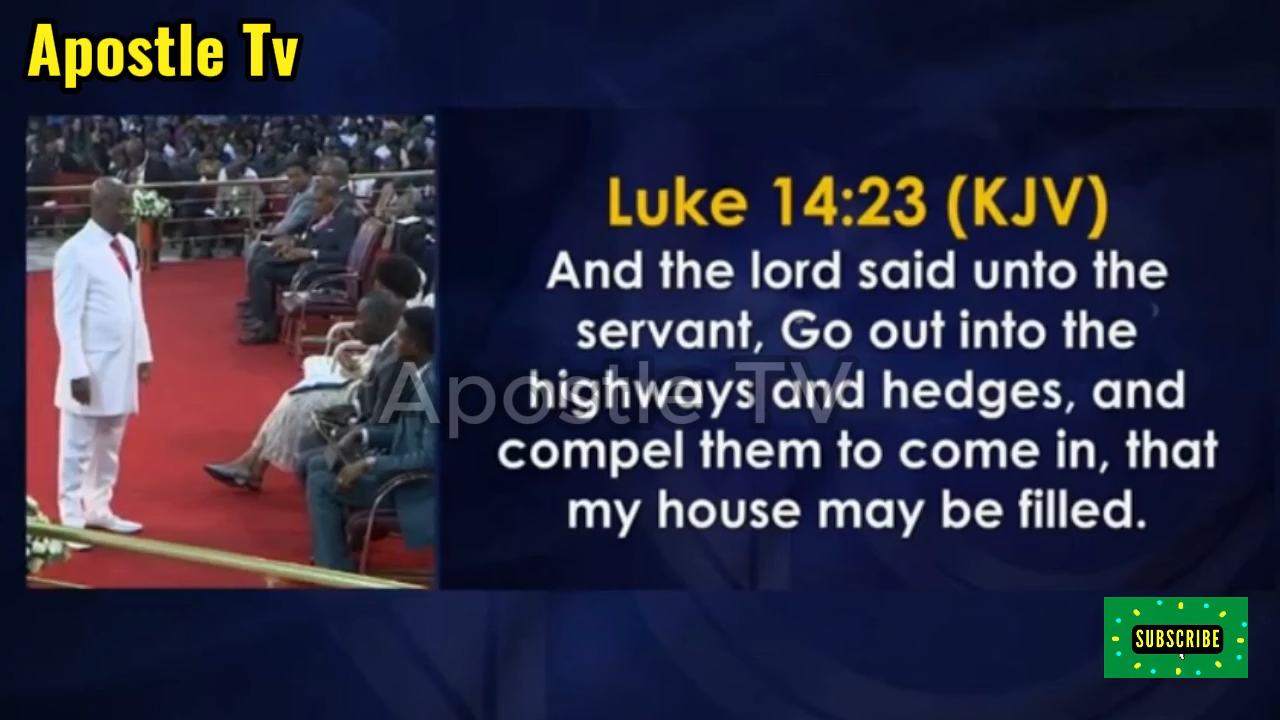 Apostle Tv
Luke 14:23 (KJV)
And the lord said unto the
servant, Go out into the
highways and hedges, and
compel them to come in, that
my house may be filled.
Apostle TV
SUBSCRIBE